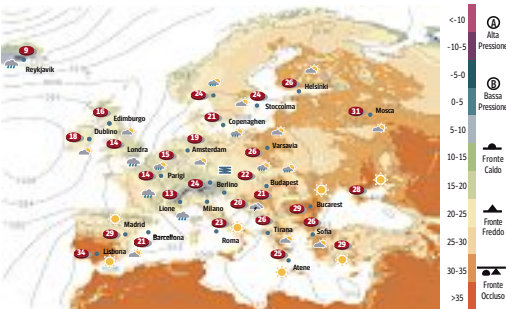 9
Reykjavik
16
Edimburgo
18
Dublino
14
Londra
24
24
Stoccolma
26
Helsinki
31
Mosca
21
Copenaghen
19
Amsterdam
15
14
Parigi
26
Varsavia
24
Berlino
22
Budapest
13
Lione
Milano
20
21
28
29
Bucarest
23
Roma
26
Tirana
26
Sofia
29
Madrid
21
Barcellona
34
Lisbona
25
Atene
29
<-10
-10-5
-5-0
0-5
5-10
10-15
15-20
20-25
25-30
30-35
>35
A
Alta
Pressione
B
Bassa
Pressione
Fronte
Caldo
Fronte
Freddo
Fronte
Occluso